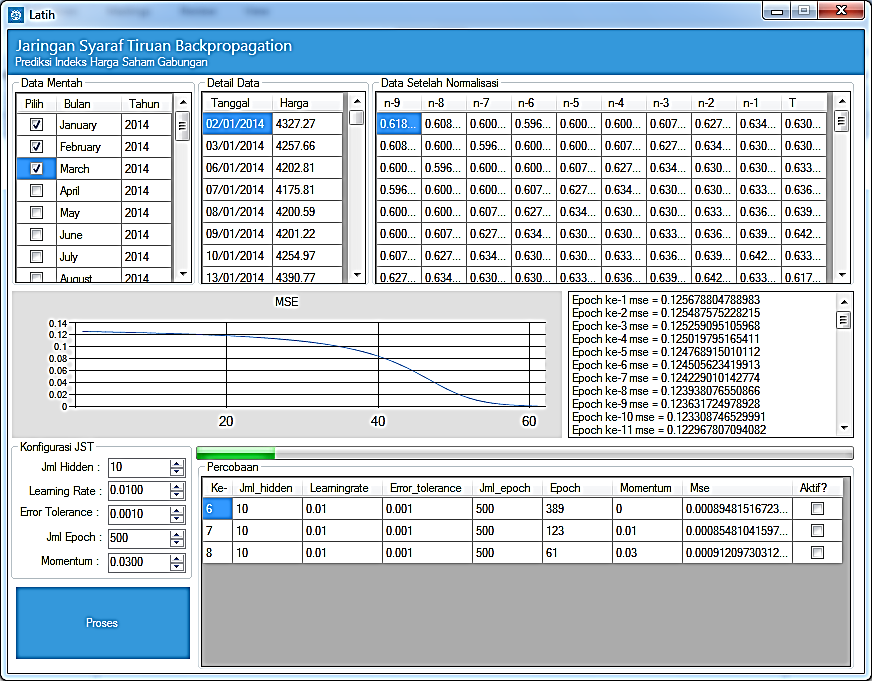 Latih
Jaringan Syaraf Tiruan Backpropagation
Prediksi Indeks Harga Saham Gabungan
Data Mentah
Pilih Bulan Tahun
January 2014
February 2014
March 2014
April 2014
May 2014
June 2014
July 2014
August 2014
Detail Data
Tanggal Harga
02/01/2014 4327.27
03/01/2014 4257.66
06/01/2014 4202.81
07/01/2014 4175.81
08/01/2014 4200.59
09/01/2014 4201.22
10/01/2014 4254.97
13/01/2014 4390.77
Data Setelah Normalisasi
n-9 n-8 n-7 n-6 n-5 n-4 n-3 n-2 n-1 T
0.618... 0.608... 0.600... 0.596... 0.600... 0.600... 0.607... 0.627... 0.634... 0.630...
0.608... 0.600... 0.596... 0.600... 0.600... 0.607... 0.627... 0.634... 0.630... 0.630...
0.600... 0.596... 0.600... 0.600... 0.607... 0.627... 0.634... 0.630... 0.630... 0.633...
0.596... 0.600... 0.600... 0.607... 0.627... 0.634... 0.630... 0.630... 0.633... 0.636...
0.600... 0.600... 0.607... 0.627... 0.634... 0.630... 0.630... 0.633... 0.636... 0.639...
0.600... 0.607... 0.627... 0.634... 0.630... 0.630... 0.633... 0.636... 0.639... 0.642...
0.607... 0.627... 0.634... 0.630... 0.630... 0.633... 0.636... 0.639... 0.642... 0.633...
0.627... 0.634... 0.630... 0.630... 0.633... 0.636... 0.639... 0.642... 0.633... 0.617...
MSE
0.14
0.12
0.1
0.08
0.06
0.04
0.02
0
20 40 60
Epoch ke-1 mse = 0.125678804788983
Epoch ke-2 mse = 0.125487575228215
Epoch ke-3 mse = 0.125259095105968
Epoch ke-4 mse = 0.125019795165411
Epoch ke-5 mse = 0.124768915010112
Epoch ke-6 mse = 0.124505623419913
Epoch ke-7 mse = 0.124229010142774
Epoch ke-8 mse = 0.123938076550866
Epoch ke-9 mse = 0.123631724978928
Epoch ke-10 mse = 0.123308746529991
Epoch ke-11 mse = 0.122967807094082
Konfigurasi JST
Jml Hidden : 10
Learning Rate : 0.0100
Error Tolerance : 0.0010
Jml Epoch : 500
Momentum : 0.0300
Proses
Percobaan
Ke- Jml_hidden Learningrate Error_tolerance Jml_epoch Epoch Momentum Mse Aktif?
6 10 0.01 0.001 500 389 0 0.00089481516723...
7 10 0.01 0.001 500 123 0.01 0.00085481041597...
8 10 0.01 0.001 500 61 0.03 0.00091209730312...